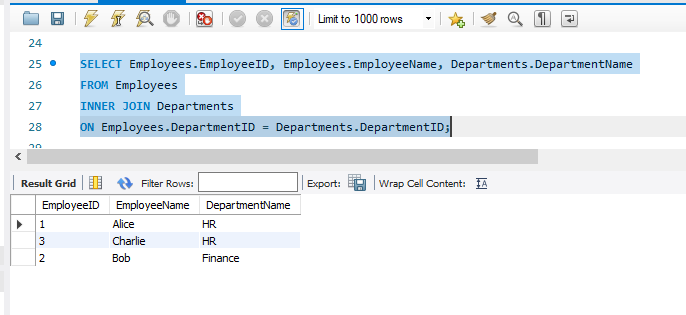 Limit to 1000 rows
24
25 SELECT Employees.EmployeeID, Employees.EmployeeName, Departments.DepartmentName
26 FROM Employees
27 INNER JOIN Departments
28 ON Employees.DepartmentID = Departments.DepartmentID;
29
Result Grid Filter Rows: Export: Wrap Cell Content: IA
EmployeeID EmployeeName DepartmentName
1 Alice HR
3 Charlie HR
2 Bob Finance